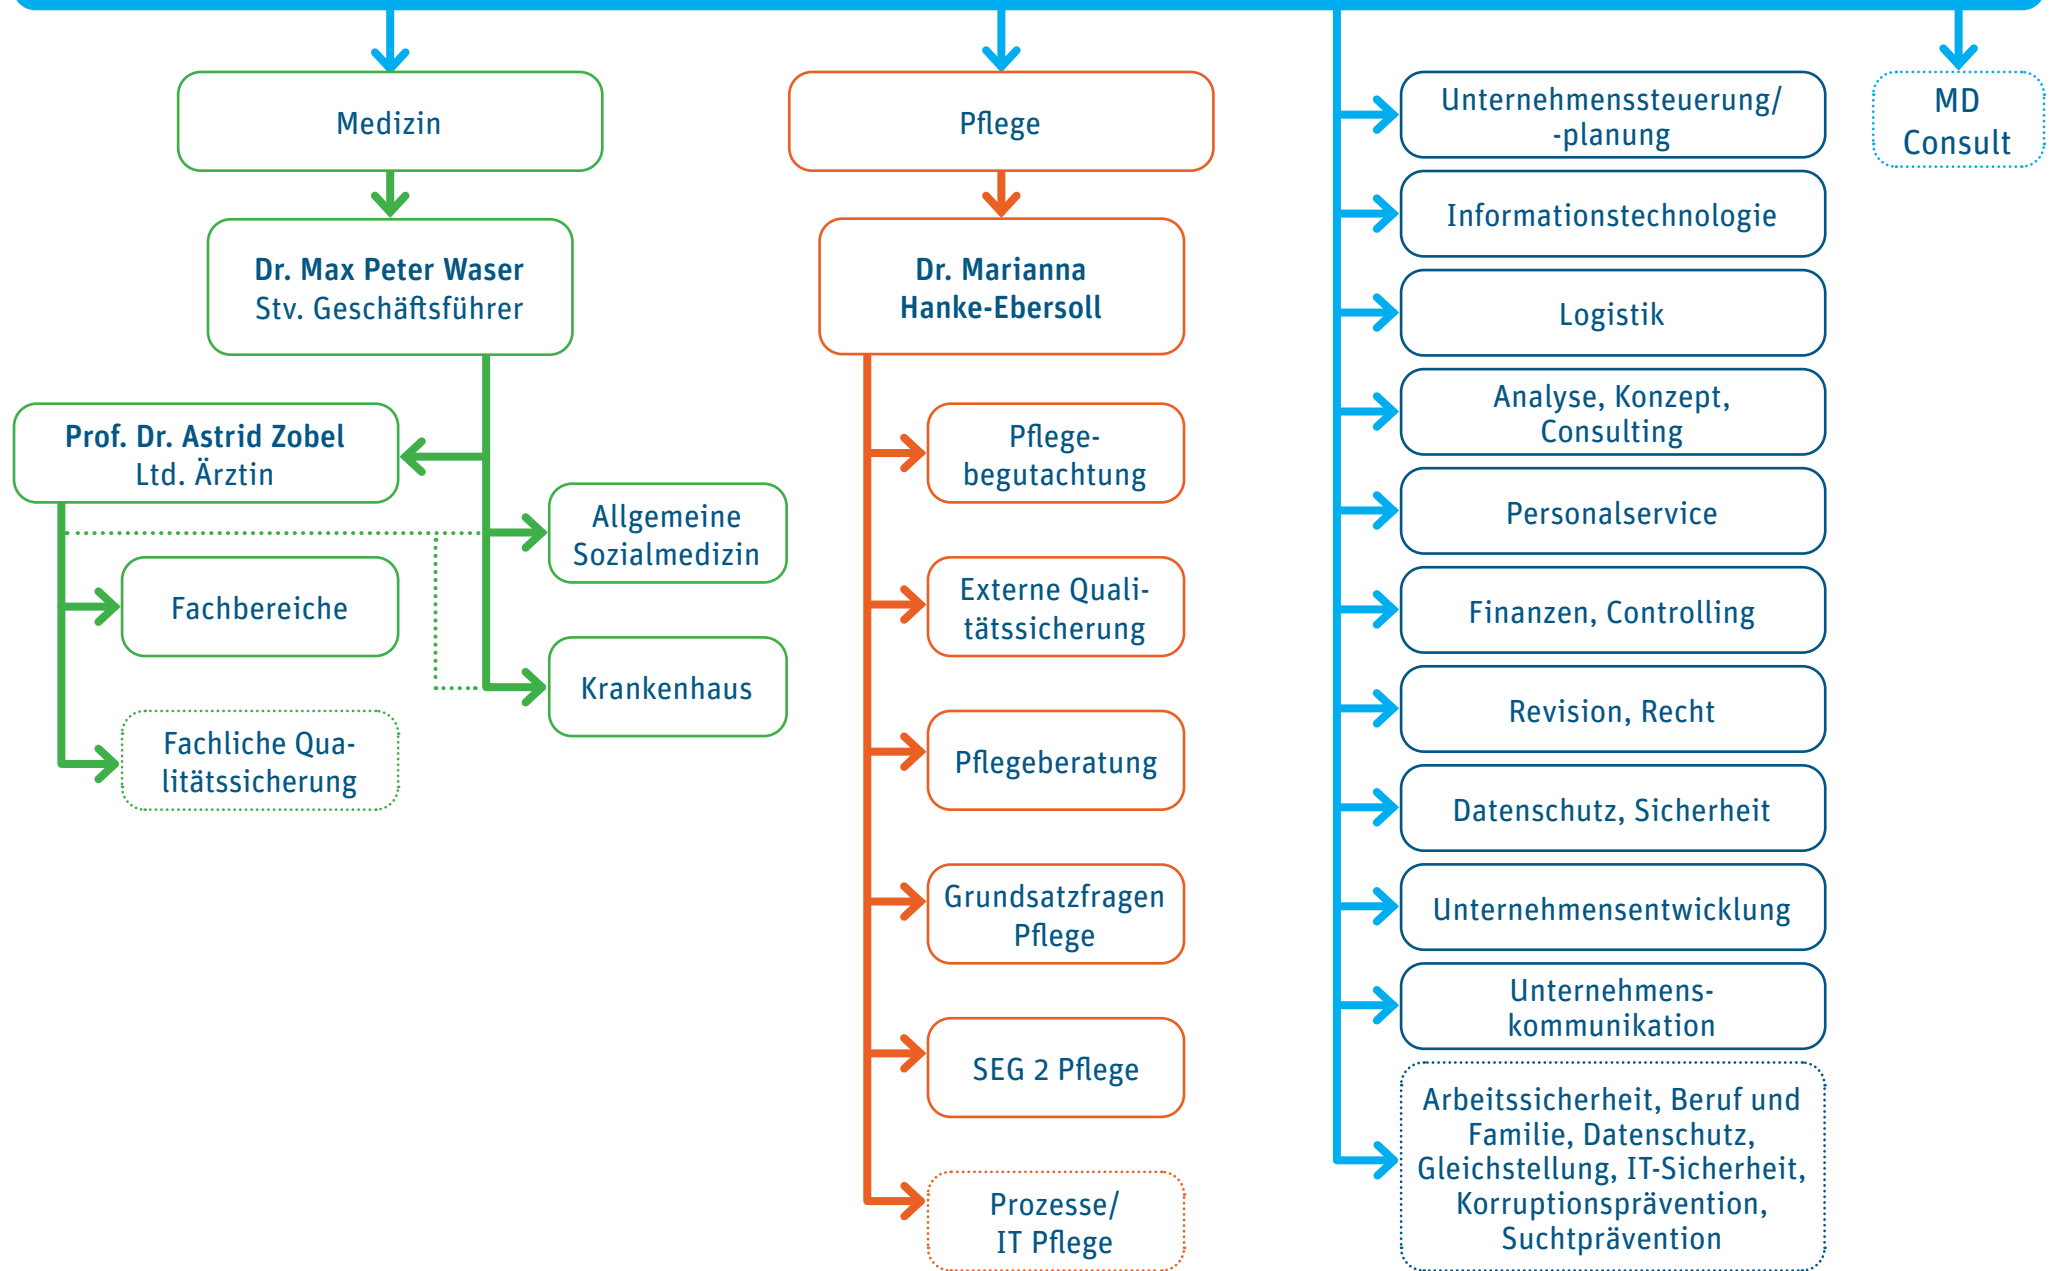 Medizin
Dr. Max Peter Waser
Stv. Geschäftsführer
Prof. Dr. Astrid Zobel
Ltd. Ärztin
Allgemeine
Sozialmedizin
Fachbereiche
Krankenhaus
Fachliche Qua-
litätssicherung
Pflege
Dr. Marianna
Hanke-Ebersoll
Pflege-
begutachtung
Externe Quali-
tätssicherung
Pflegeberatung
Grundsatzfragen
Pflege
SEG 2 Pflege
Prozesse/
IT Pflege
Unternehmenssteuerung/
-planung
Informationstechnologie
Logistik
Analyse, Konzept,
Consulting
Personalservice
Finanzen, Controlling
Revision, Recht
Datenschutz, Sicherheit
Unternehmensentwicklung
Unternehmens-
kommunikation
Arbeitssicherheit, Beruf und
Familie, Datenschutz,
Gleichstellung, IT-Sicherheit,
Korruptionsprävention,
Suchtprävention
MD
Consult